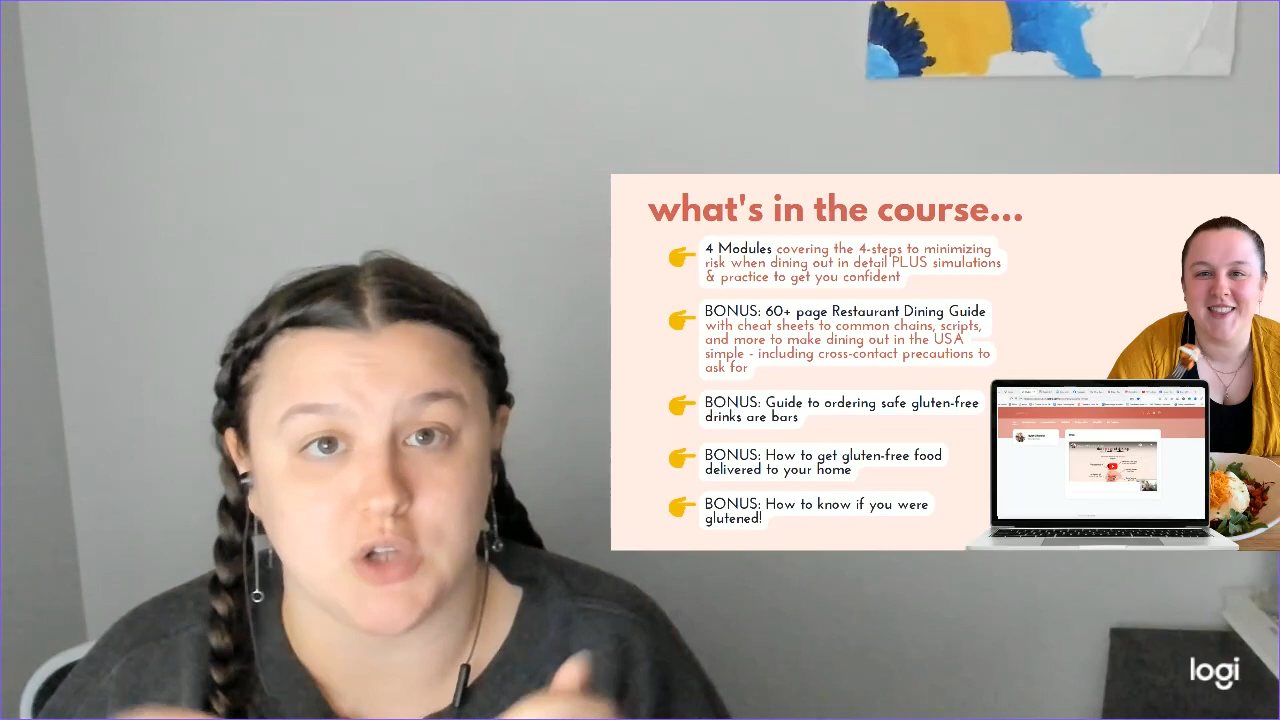 what's in the course...
4 Modules covering the 4-steps to minimizing
risk when dining out in detail PLUS simulations
& practice to get you confident
BONUS: 60+ page Restaurant Dining Guide
with cheat sheets to common chains, scripts,
and more to make dining out in the USA
simple - including cross-contact precautions to
ask for
BONUS: Guide to ordering safe gluten-free
drinks are bars
BONUS: How to get gluten-free food
delivered to your home
BONUS: How to know if you were
glutened!
logi